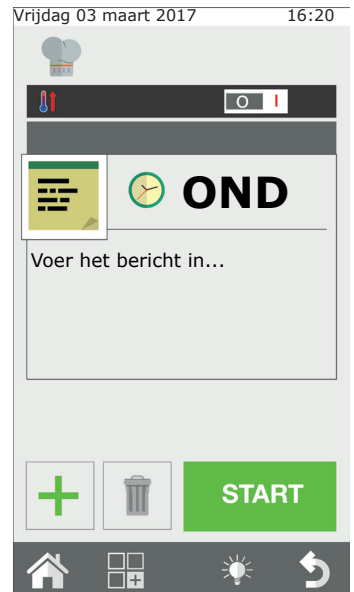 Vrijdag 03 maart 2017 16:20
O I
OND
Voer het bericht in...
START